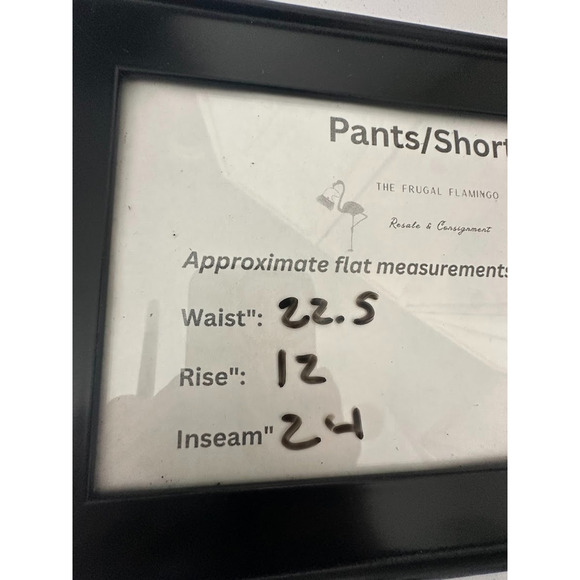 Pants/Short
THE FRUGAL FLAMINGO
Resale & Consignment
Approximate flat measurements
Waist": 22.5
Rise": 12
Inseam" 24